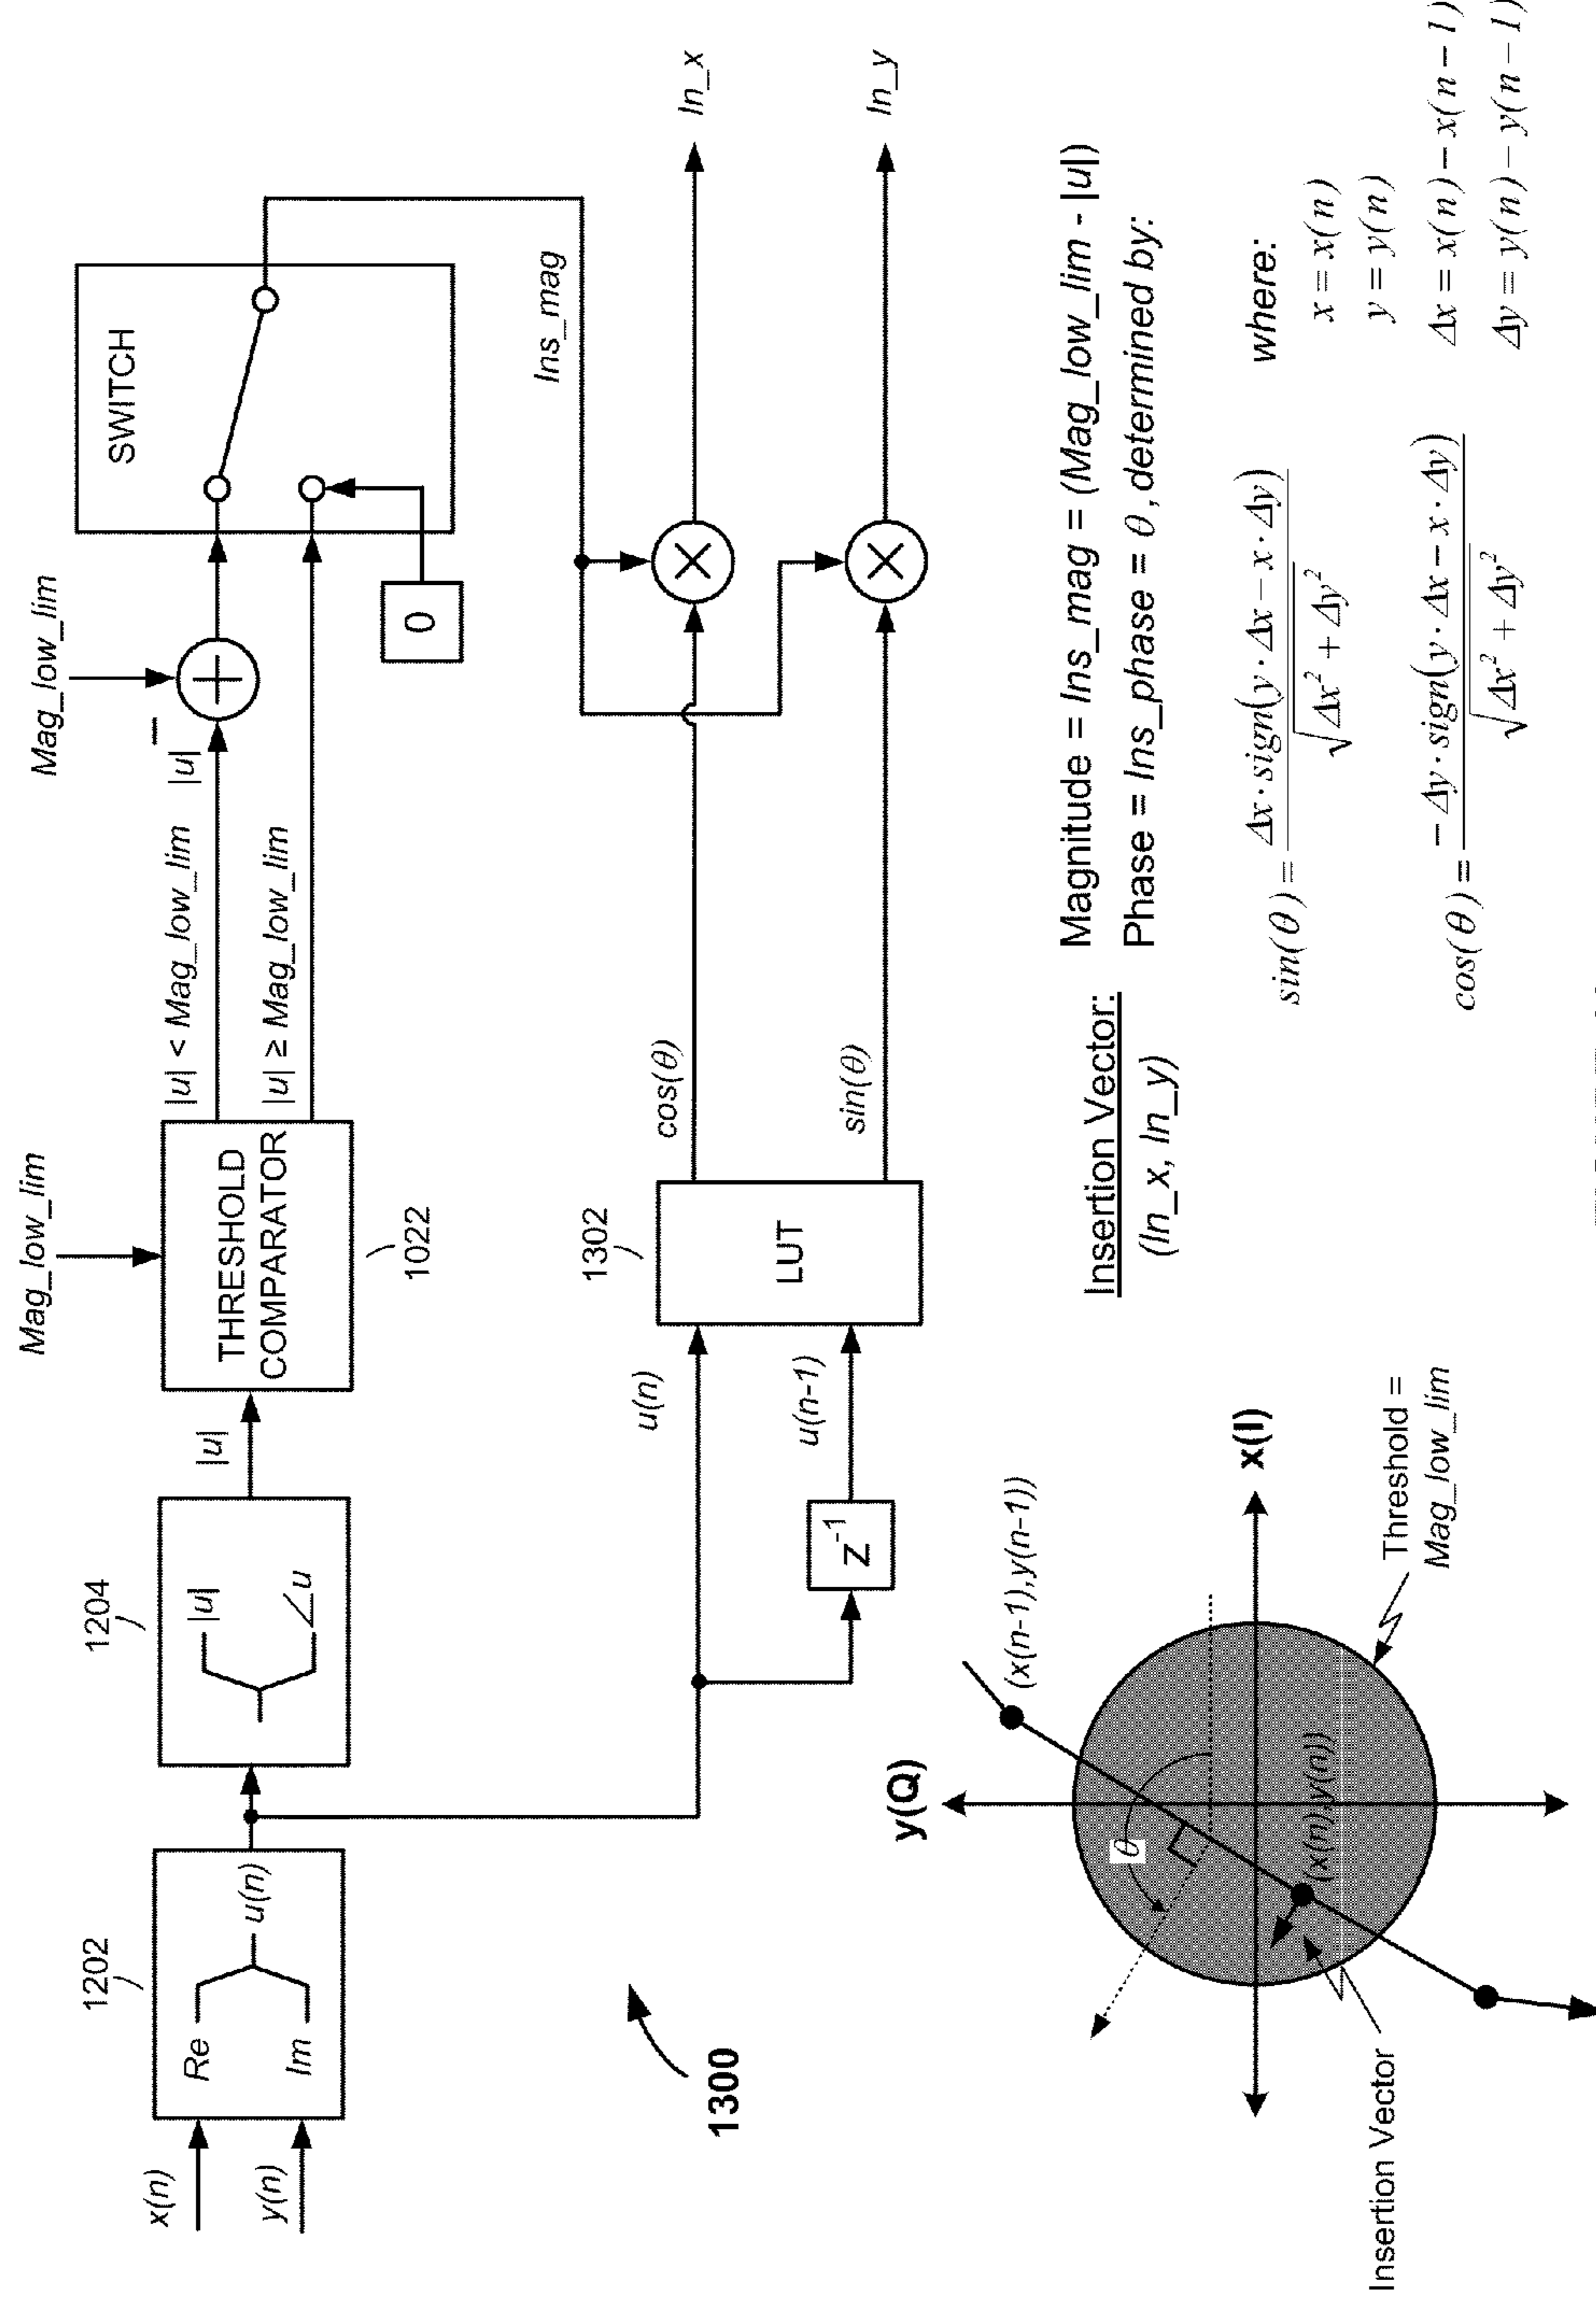 Mag_low_lim
Mag_low_lim
x(n)
y(n)
1202
Re
Im
u(n)
1204
|u|
∠u
|u|
THRESHOLD
COMPARATOR
1022
|u| < Mag_low_lim
|u| ≥ Mag_low_lim
|u|
−
+
0
SWITCH
Ins_mag
1300
u(n)
z⁻¹
u(n-1)
1302
LUT
cos(θ)
sin(θ)
×
×
In_x
In_y
y(Q)
x(I)
(x(n-1),y(n-1))
θ
(x(n),y(n))
Threshold =
Mag_low_lim
Insertion Vector
Insertion Vector:
(In_x, In_y)
Magnitude = Ins_mag = (Mag_low_lim - |u|)
Phase = Ins_phase = θ, determined by:
sin(θ) = Δx · sign(y · Δx − x · Δy) / √Δx² + Δy²
cos(θ) = −Δy · sign(y · Δx − x · Δy) / √Δx² + Δy²
where:
x = x(n)
y = y(n)
Δx = x(n) − x(n − 1)
Δy = y(n) − y(n − 1)